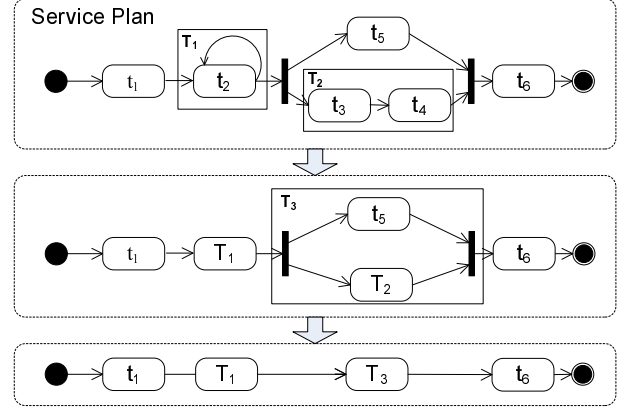 Service Plan
T₁
t₅
t₁
t₂
T₂
t₃
t₄
t₆
T₃
t₅
t₁
T₁
T₂
t₆
t₁
T₁
T₃
t₆